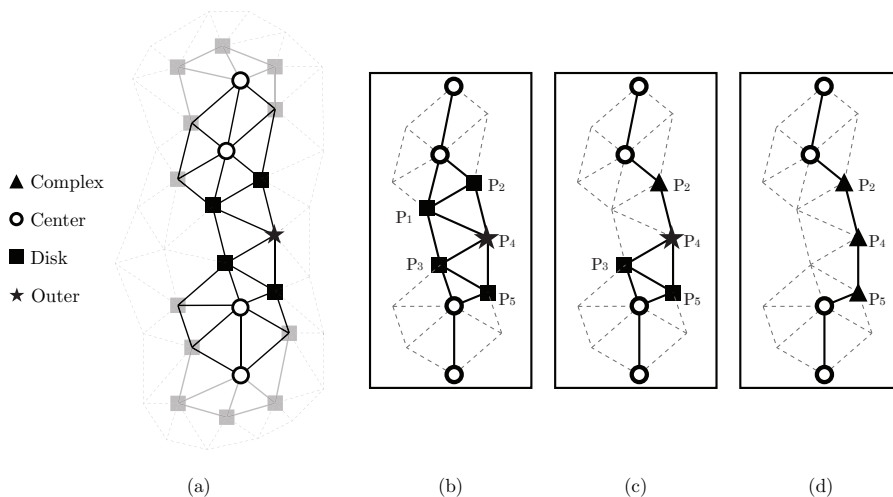 Complex
Center
Disk
Outer
P2
P1
P4
P3
P5
P2
P4
P3
P5
P2
P4
P5
(a)
(b)
(c)
(d)